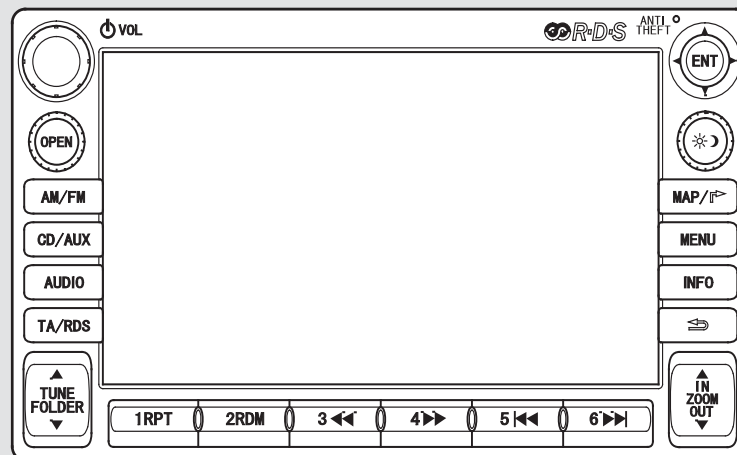 VOL
R·D·S
ANTI
THEFT
ENT
OPEN
AM/FM
MAP/
CD/AUX
MENU
AUDIO
INFO
TA/RDS
TUNE
FOLDER
IN
ZOOM
OUT
1RPT
2RDM
3
4
5
6